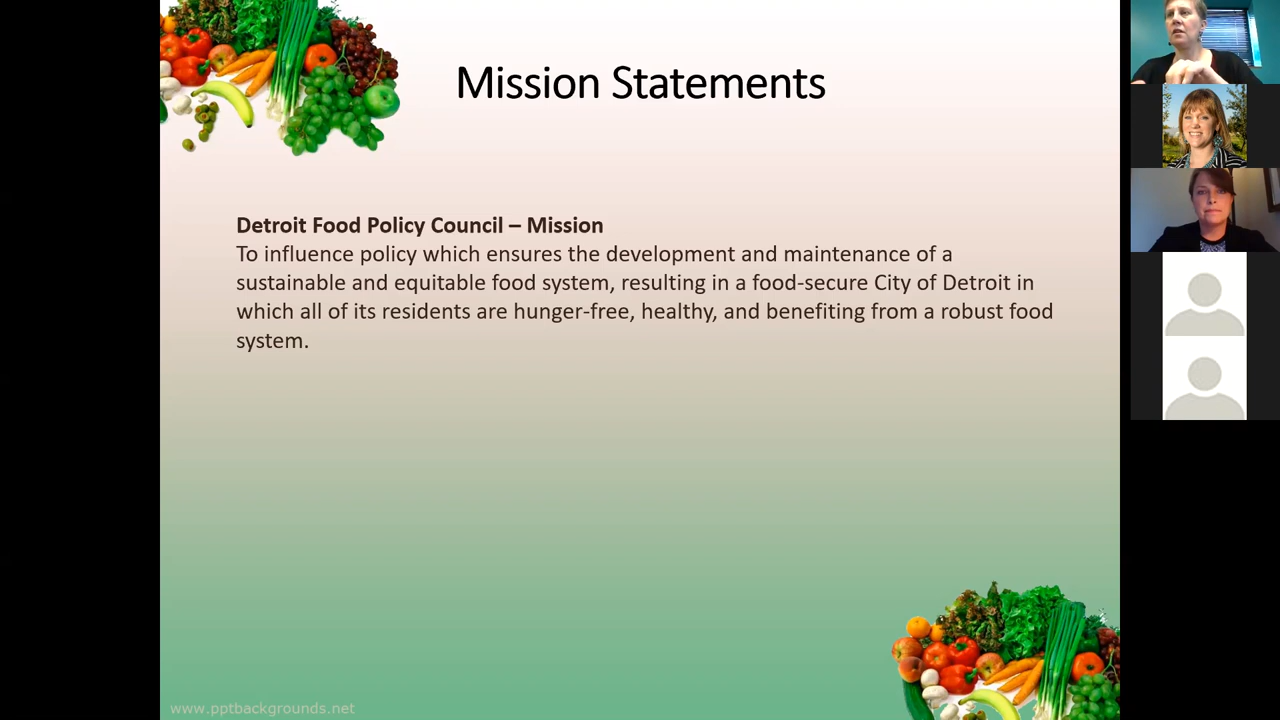 Mission Statements
Detroit Food Policy Council – Mission
To influence policy which ensures the development and maintenance of a
sustainable and equitable food system, resulting in a food-secure City of Detroit in
which all of its residents are hunger-free, healthy, and benefiting from a robust food
system.
www.pptbackgrounds.net